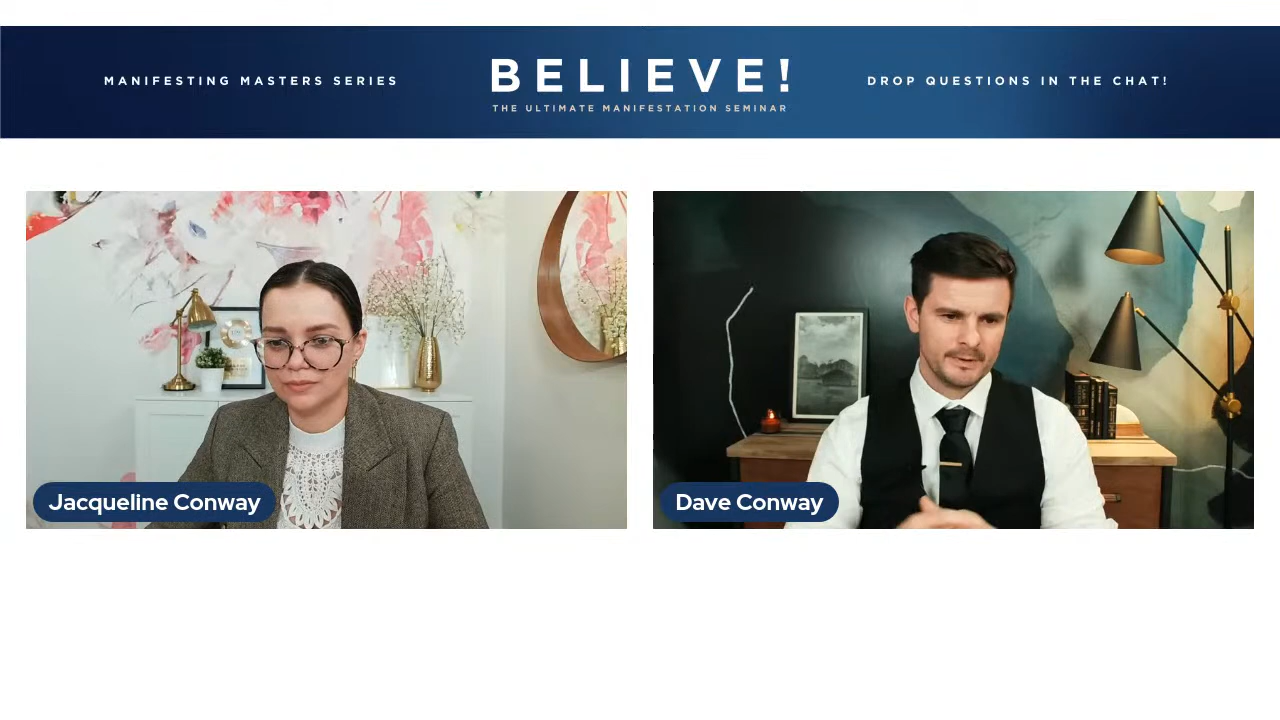 MANIFESTING MASTERS SERIES
BELIEVE!
THE ULTIMATE MANIFESTATION SEMINAR
DROP QUESTIONS IN THE CHAT!
Jacqueline Conway
Dave Conway